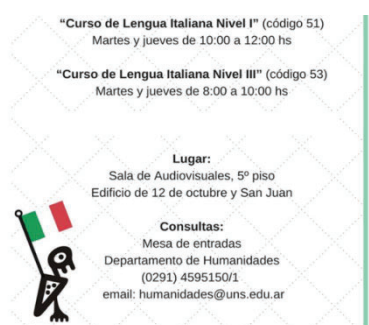 “Curso de Lengua Italiana Nivel I” (código 51)
Martes y jueves de 10:00 a 12:00 hs
“Curso de Lengua Italiana Nivel III” (código 53)
Martes y jueves de 8:00 a 10:00 hs
Lugar:
Sala de Audiovisuales, 5º piso
Edificio de 12 de octubre y San Juan
Consultas:
Mesa de entradas
Departamento de Humanidades
(0291) 4595150/1
email: humanidades@uns.edu.ar